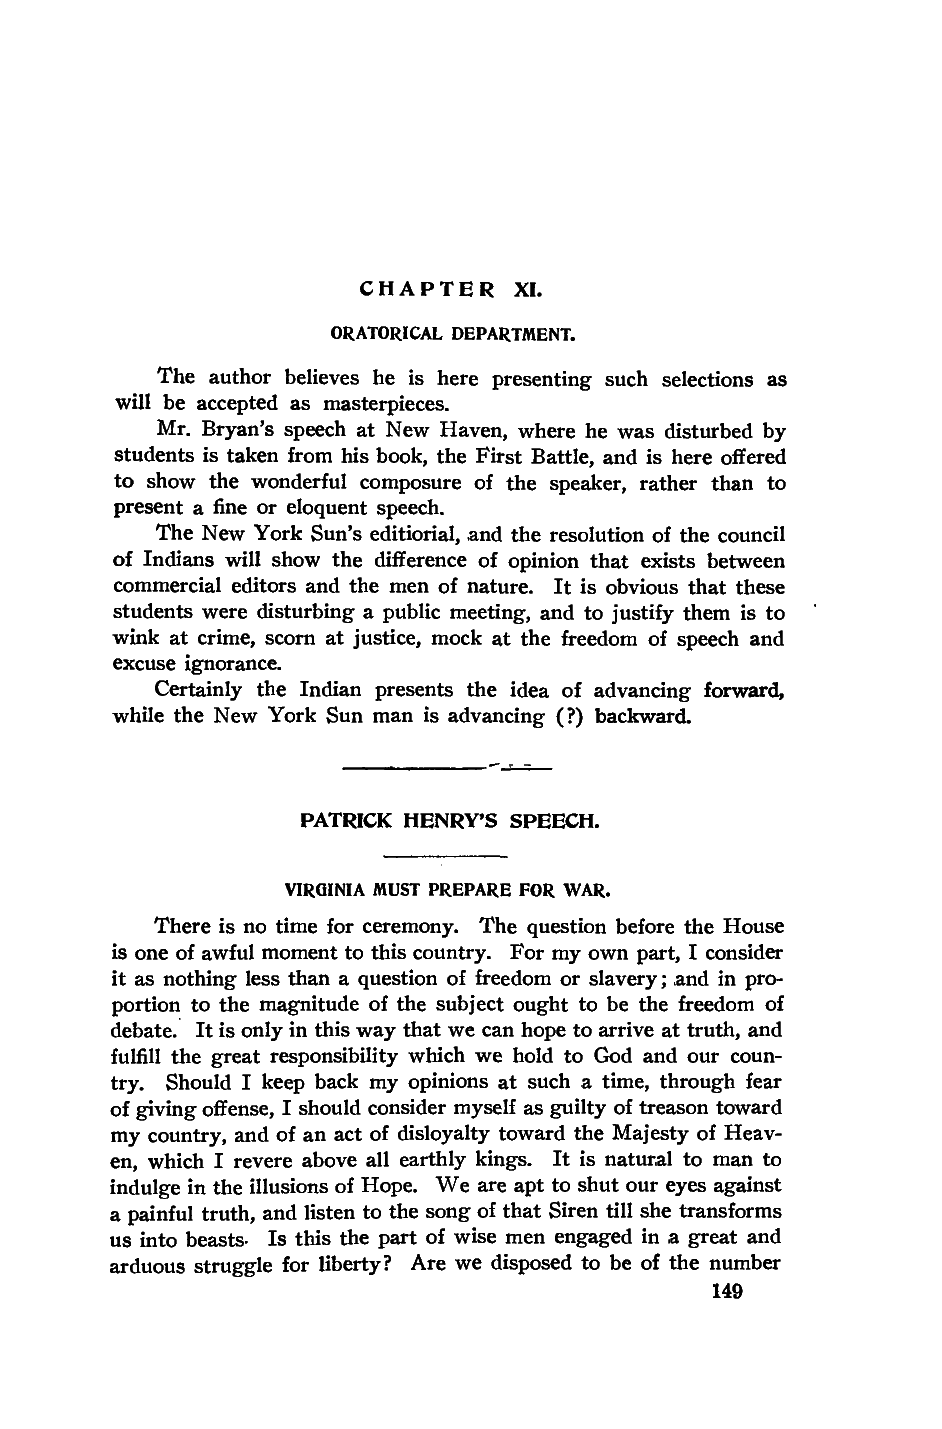 CHAPTER XI.
ORATORICAL DEPARTMENT.
The author believes he is here presenting such selections as
will be accepted as masterpieces.
Mr. Bryan's speech at New Haven, where he was disturbed by
students is taken from his book, the First Battle, and is here offered
to show the wonderful composure of the speaker, rather than to
present a fine or eloquent speech.
The New York Sun's editiorial, and the resolution of the council
of Indians will show the difference of opinion that exists between
commercial editors and the men of nature. It is obvious that these
students were disturbing a public meeting, and to justify them is to
wink at crime, scorn at justice, mock at the freedom of speech and
excuse ignorance.
Certainly the Indian presents the idea of advancing forward,
while the New York Sun man is advancing (?) backward.
PATRICK HENRY'S SPEECH.
VIRGINIA MUST PREPARE FOR WAR.
There is no time for ceremony. The question before the House
is one of awful moment to this country. For my own part, I consider
it as nothing less than a question of freedom or slavery; and in pro-
portion to the magnitude of the subject ought to be the freedom of
debate. It is only in this way that we can hope to arrive at truth, and
fulfill the great responsibility which we hold to God and our coun-
try. Should I keep back my opinions at such a time, through fear
of giving offense, I should consider myself as guilty of treason toward
my country, and of an act of disloyalty toward the Majesty of Heav-
en, which I revere above all earthly kings. It is natural to man to
indulge in the illusions of Hope. We are apt to shut our eyes against
a painful truth, and listen to the song of that Siren till she transforms
us into beasts. Is this the part of wise men engaged in a great and
arduous struggle for liberty? Are we disposed to be of the number
149